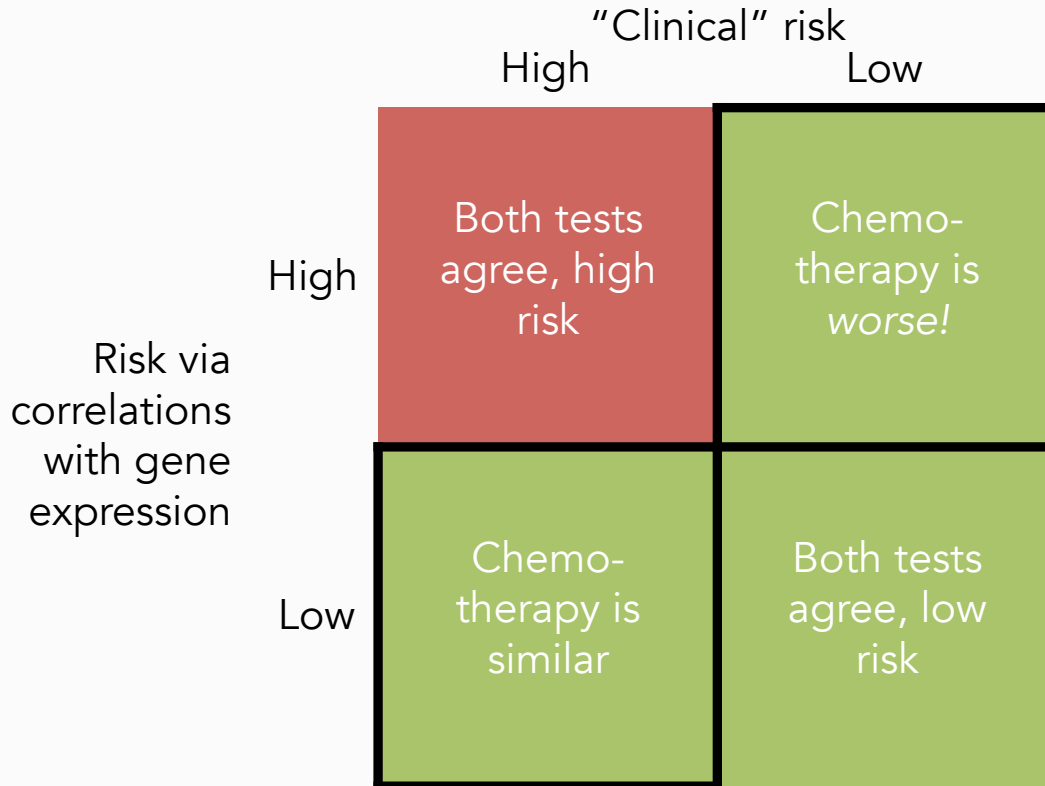 “Clinical” risk
High
Low
Both tests
agree, high
risk
Chemo-
therapy is
worse!
High
Risk via
correlations
with gene
expression
Chemo-
therapy is
similar
Both tests
agree, low
risk
Low